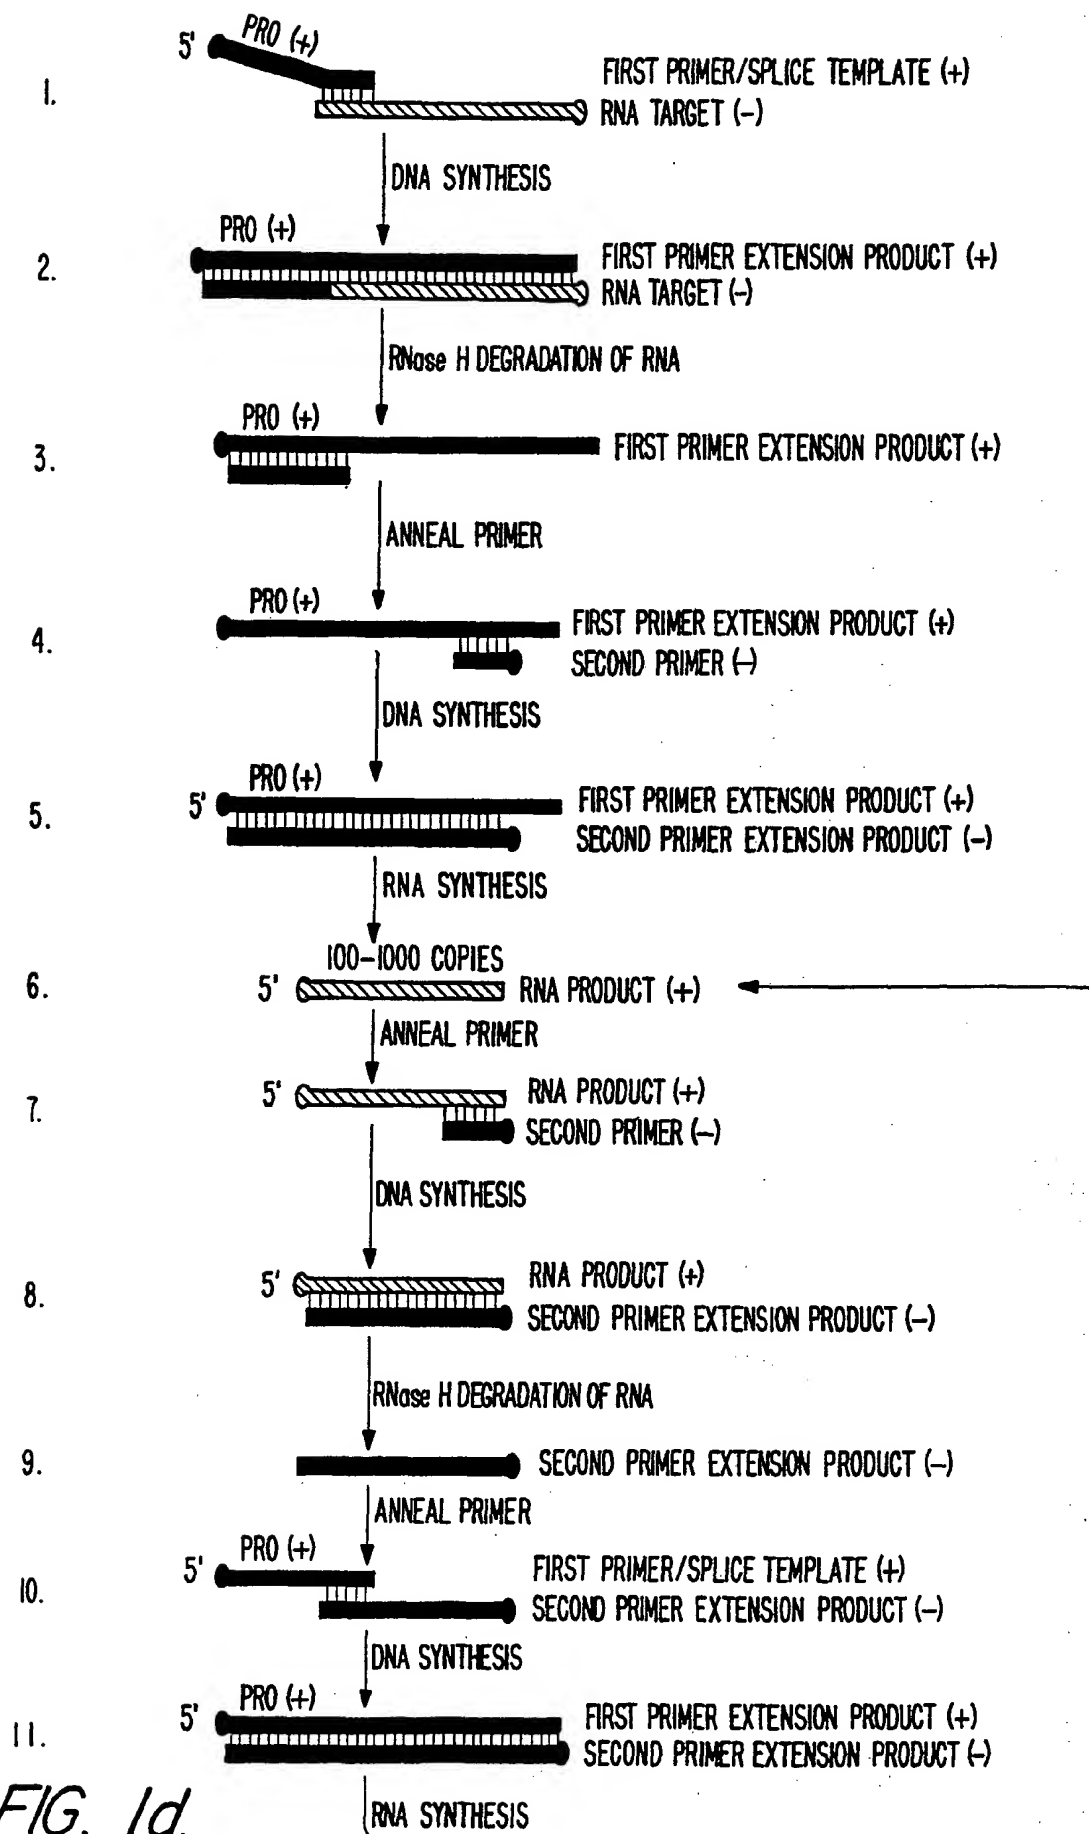 5' PRO (+)
1.
FIRST PRIMER/SPLICE TEMPLATE (+)
RNA TARGET (-)
DNA SYNTHESIS
PRO (+)
2.
FIRST PRIMER EXTENSION PRODUCT (+)
RNA TARGET (-)
RNase H DEGRADATION OF RNA
PRO (+)
3.
FIRST PRIMER EXTENSION PRODUCT (+)
ANNEAL PRIMER
PRO (+)
4.
FIRST PRIMER EXTENSION PRODUCT (+)
SECOND PRIMER (-)
DNA SYNTHESIS
PRO (+)
5.
5'
FIRST PRIMER EXTENSION PRODUCT (+)
SECOND PRIMER EXTENSION PRODUCT (-)
RNA SYNTHESIS
100-1000 COPIES
6.
5'
RNA PRODUCT (+)
ANNEAL PRIMER
7.
5'
RNA PRODUCT (+)
SECOND PRIMER (-)
DNA SYNTHESIS
8.
5'
RNA PRODUCT (+)
SECOND PRIMER EXTENSION PRODUCT (-)
RNase H DEGRADATION OF RNA
9.
SECOND PRIMER EXTENSION PRODUCT (-)
ANNEAL PRIMER
PRO (+)
10.
5'
FIRST PRIMER/SPLICE TEMPLATE (+)
SECOND PRIMER EXTENSION PRODUCT (-)
DNA SYNTHESIS
PRO (+)
11.
5'
FIRST PRIMER EXTENSION PRODUCT (+)
SECOND PRIMER EXTENSION PRODUCT (-)
RNA SYNTHESIS
FIG. 1d.